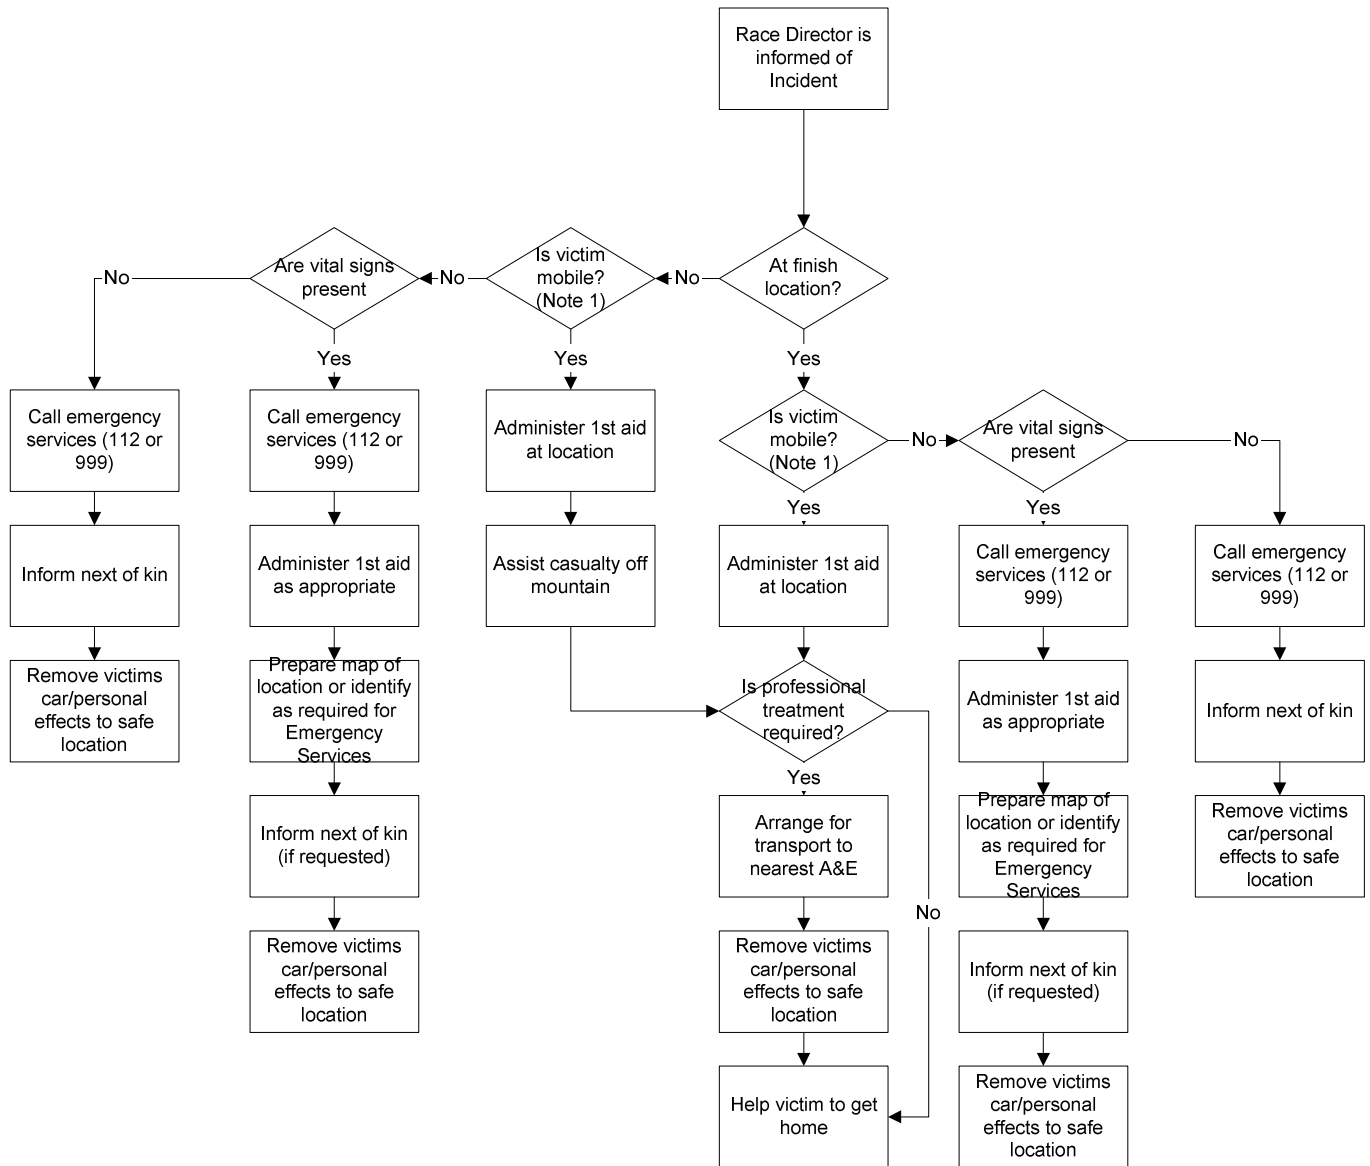 Race Director is
informed of
Incident
At finish
location?
No
Is victim
mobile?
(Note 1)
No
Are vital signs
present
No
Yes
Yes
Yes
Call emergency
services (112 or
999)
Inform next of kin
Remove victims
car/personal
effects to safe
location
Call emergency
services (112 or
999)
Administer 1st aid
as appropriate
Prepare map of
location or identify
as required for
Emergency
Services
Inform next of kin
(if requested)
Remove victims
car/personal
effects to safe
location
Administer 1st aid
at location
Assist casualty off
mountain
Is victim
mobile?
(Note 1)
No
Are vital signs
present
No
Yes
Yes
Administer 1st aid
at location
Is professional
treatment
required?
Yes
No
Arrange for
transport to
nearest A&E
Remove victims
car/personal
effects to safe
location
Help victim to get
home
Call emergency
services (112 or
999)
Administer 1st aid
as appropriate
Prepare map of
location or identify
as required for
Emergency
Services
Inform next of kin
(if requested)
Remove victims
car/personal
effects to safe
location
Call emergency
services (112 or
999)
Inform next of kin
Remove victims
car/personal
effects to safe
location